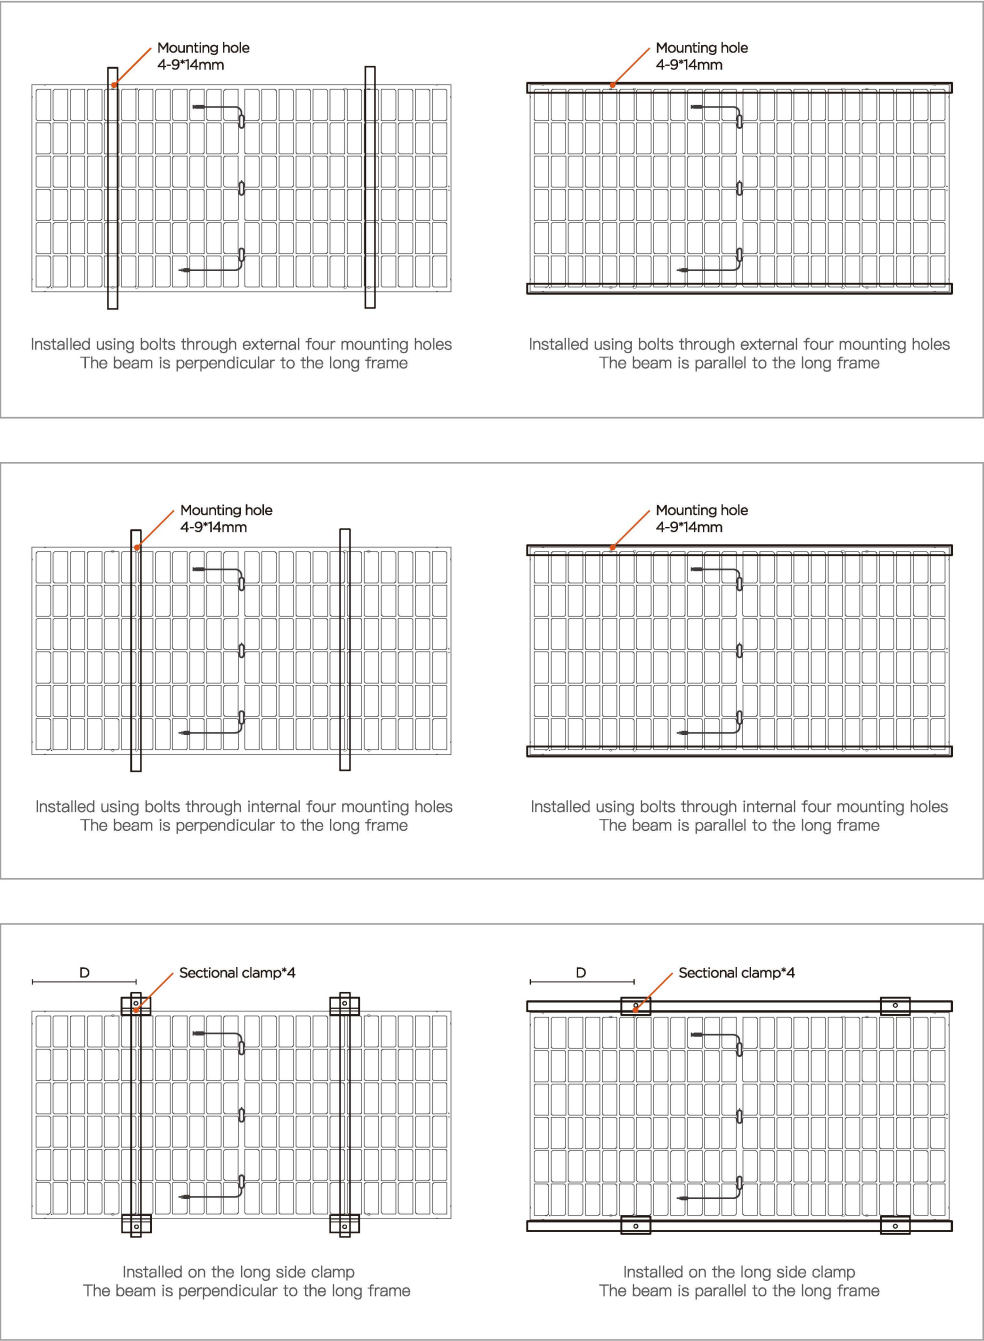 Mounting hole
4-9*14mm
Mounting hole
4-9*14mm
Installed using bolts through external four mounting holes
The beam is perpendicular to the long frame
Installed using bolts through external four mounting holes
The beam is parallel to the long frame
Mounting hole
4-9*14mm
Mounting hole
4-9*14mm
Installed using bolts through internal four mounting holes
The beam is perpendicular to the long frame
Installed using bolts through internal four mounting holes
The beam is parallel to the long frame
D
Sectional clamp*4
D
Sectional clamp*4
Installed on the long side clamp
The beam is perpendicular to the long frame
Installed on the long side clamp
The beam is parallel to the long frame